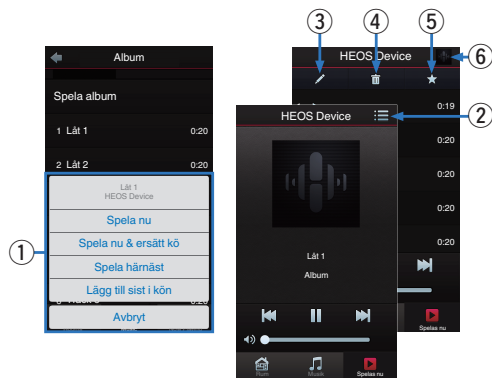 ③ ④ ⑤
Album
HEOS Device
⑥
Spela album
0:19
HEOS Device
②
1 Låt 1 0:20
0:20
2 Låt 2 0:20
0:20
Låt 1
HEOS Device
0:20
Spela nu
①
Spela nu & ersätt kö
0:20
Spela härnäst
Låt 1
Lägg till sist i kön
Album
Avbryt
Rum Musik Spelas nu
Spelas nu